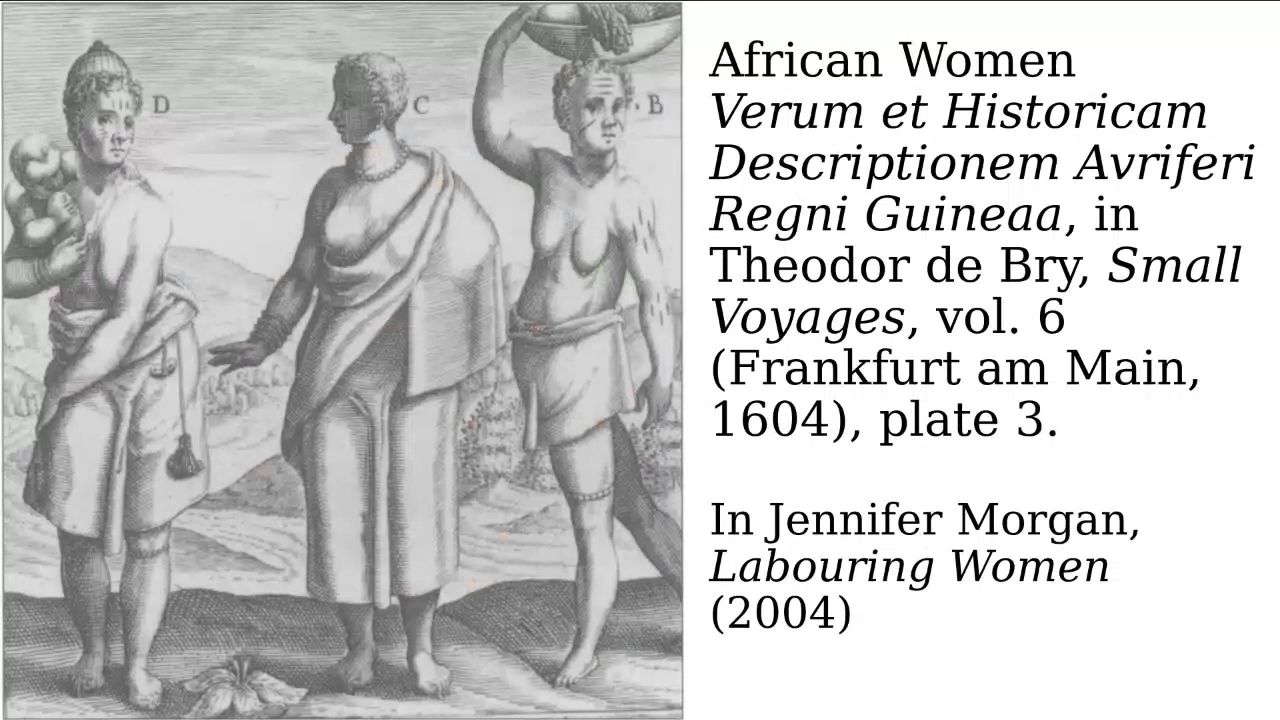 D
C
B
African Women
Verum et Historicam
Descriptionem Avriferi
Regni Guineaa, in
Theodor de Bry, Small
Voyages, vol. 6
(Frankfurt am Main,
1604), plate 3.
In Jennifer Morgan,
Labouring Women
(2004)